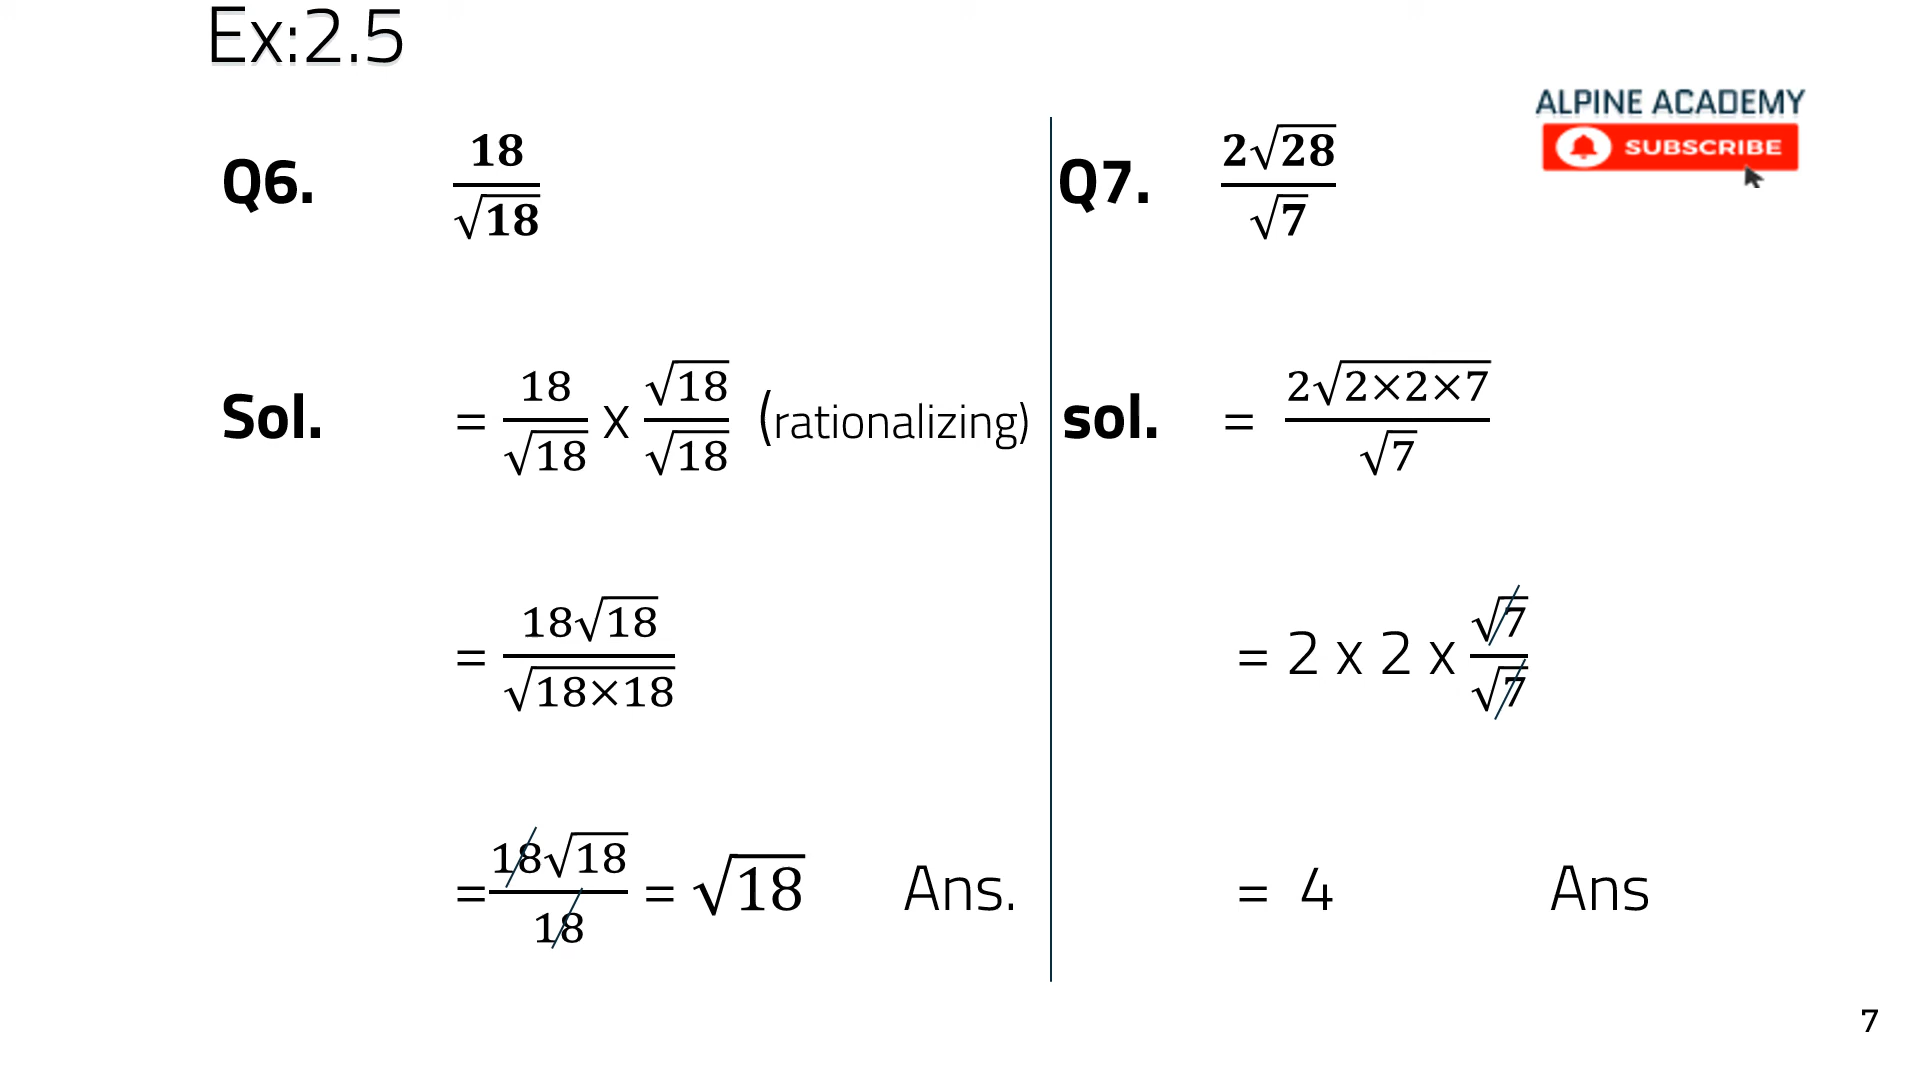 Ex:2.5
ALPINE ACADEMY
SUBSCRIBE
Q6. 18/√18
Sol. = 18/√18 x √18/√18 (rationalizing)
= 18√18/√18×18
=18√18/18 = √18 Ans.
Q7. 2√28/√7
sol. = 2√2×2×7/√7
= 2 x 2 x √7/√7
= 4 Ans
7